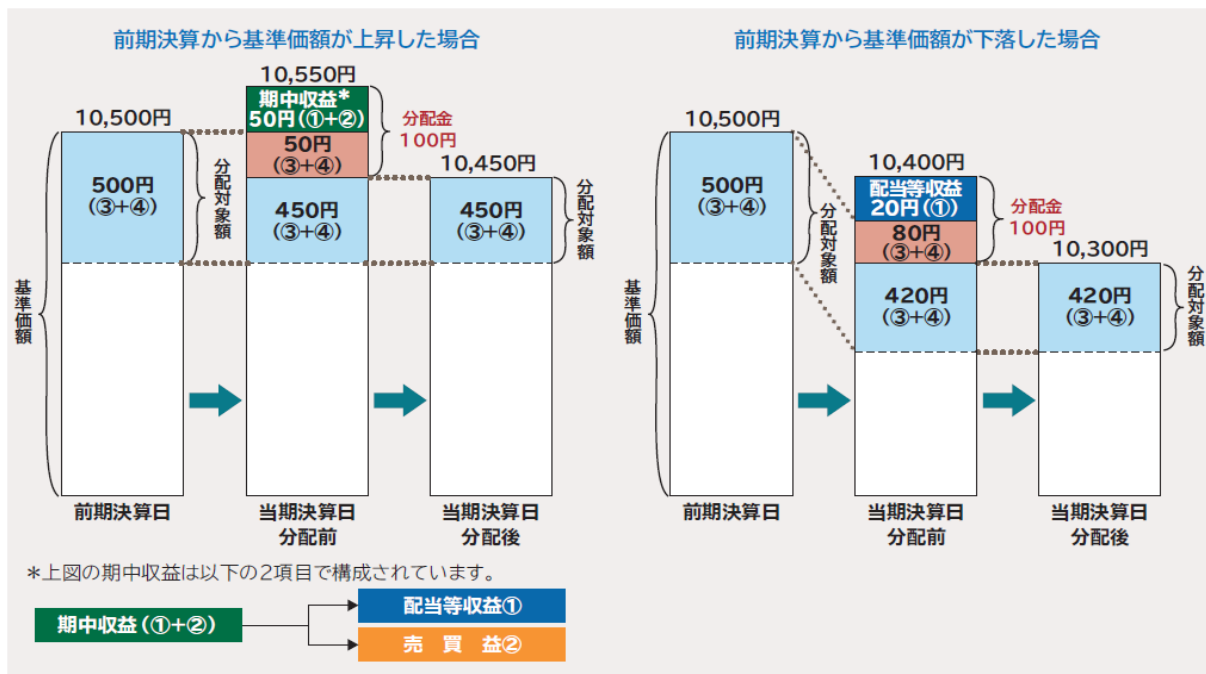 前期決算から基準価額が上昇した場合
10,550円
10,500円
期中収益*
50円(①+②)
分配金
100円
50円
(③+④)
10,450円
500円
(③+④)
分配対象額
450円
(③+④)
450円
(③+④)
分配対象額
基準価額
前期決算日
当期決算日
分配前
当期決算日
分配後
前期決算から基準価額が下落した場合
10,500円
10,400円
500円
(③+④)
配当等収益
20円(①)
分配金
100円
分配対象額
80円
(③+④)
10,300円
420円
(③+④)
420円
(③+④)
分配対象額
基準価額
前期決算日
当期決算日
分配前
当期決算日
分配後
*上図の期中収益は以下の2項目で構成されています。
期中収益(①+②)
配当等収益①
売 買 益②